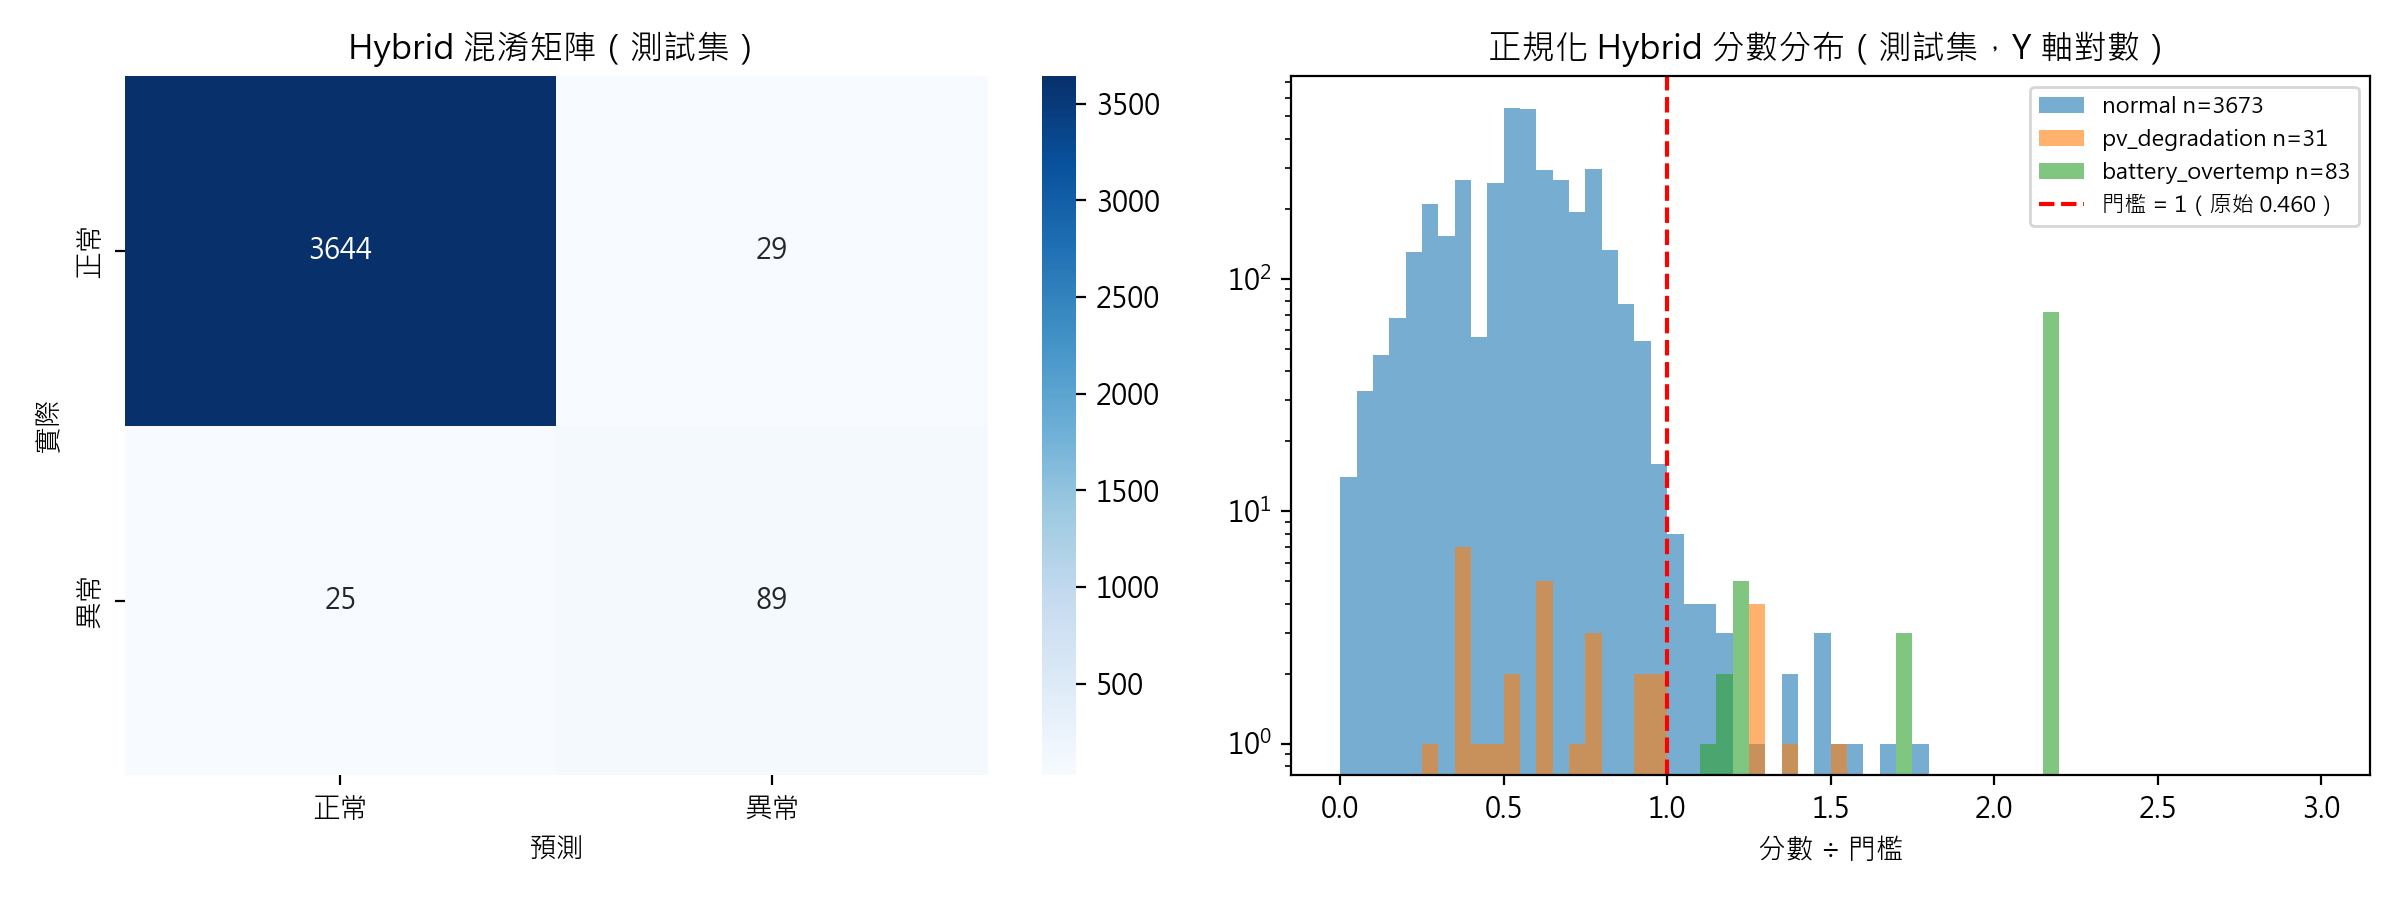 Hybrid 混淆矩陣（測試集）
3644
29
25
89
正常
異常
實際
正常
異常
預測
3500
3000
2500
2000
1500
1000
500
正規化 Hybrid 分數分布（測試集，Y 軸對數）
normal n=3673
pv_degradation n=31
battery_overtemp n=83
門檻 = 1（原始 0.460）
10²
10¹
10⁰
0.0
0.5
1.0
1.5
2.0
2.5
3.0
分數 ÷ 門檻